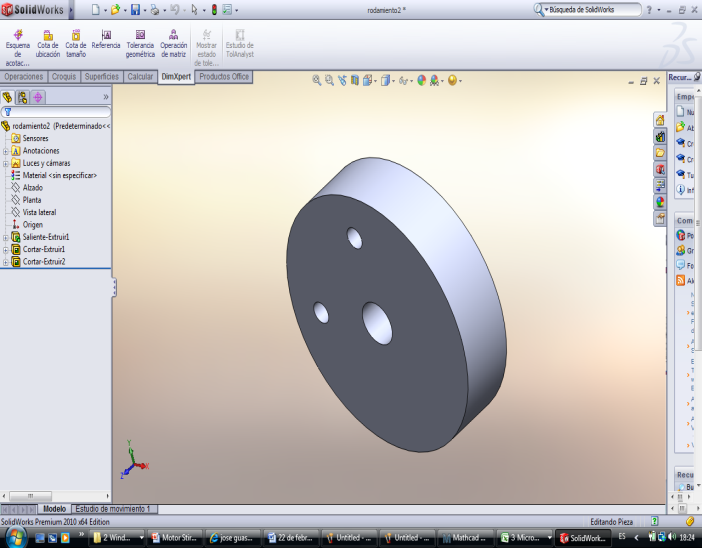 SolidWorks
rodamiento2 *
Búsqueda de SolidWorks
Esquema de acotac...
Cota de ubicación
Cota de tamaño
Referencia
Tolerancia geométrica
Operación de matriz
Mostrar estado de tole...
Estudio de TolAnalyst
Operaciones Croquis Superficies Calcular DimXpert Productos Office
Recur...
rodamiento2 (Predeterminado<<
Sensores
Anotaciones
Luces y cámaras
Material <sin especificar>
Alzado
Planta
Vista lateral
Origen
Saliente-Extruir1
Cortar-Extruir1
Cortar-Extruir2
Empe
Nu
Ab
Cr
Cr
Tu
Inf
Com
Po
Gr
Fo
Recu
Bu
Y
X
Z
Modelo Estudio de movimiento 1
SolidWorks Premium 2010 x64 Edition
Editando Pieza
2 Wind...
Motor Stir...
jose guas...
22 de febr...
Untitled - ...
Untitled - ...
Mathcad ...
3 Micro...
SolidWork...
ES
18:24